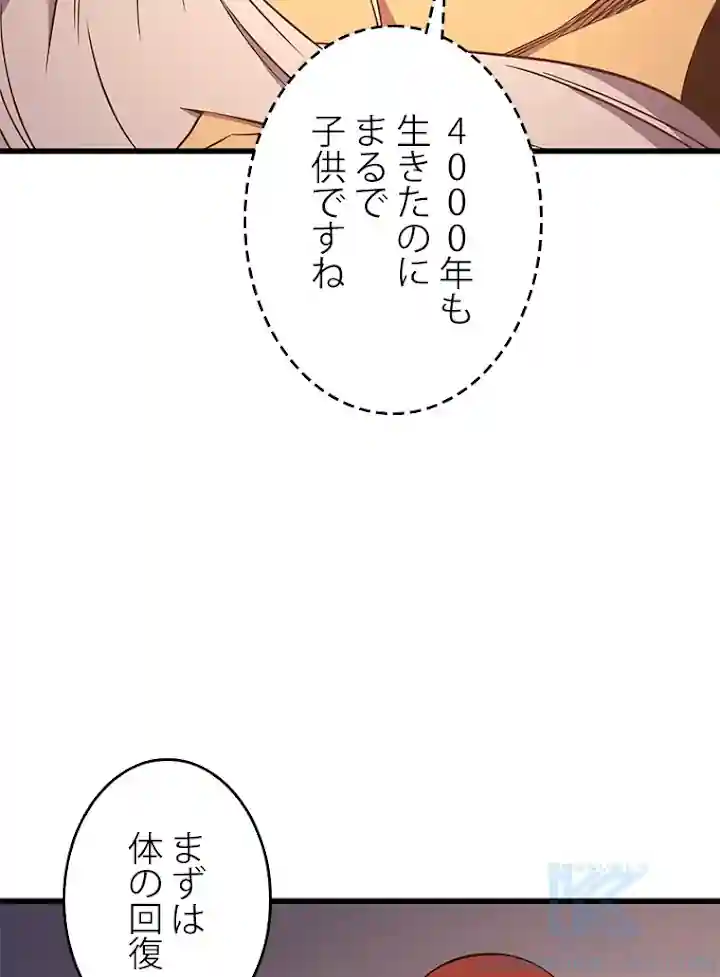 4000年も
生きたのに
まるで
子供ですね
まずは
体の回復